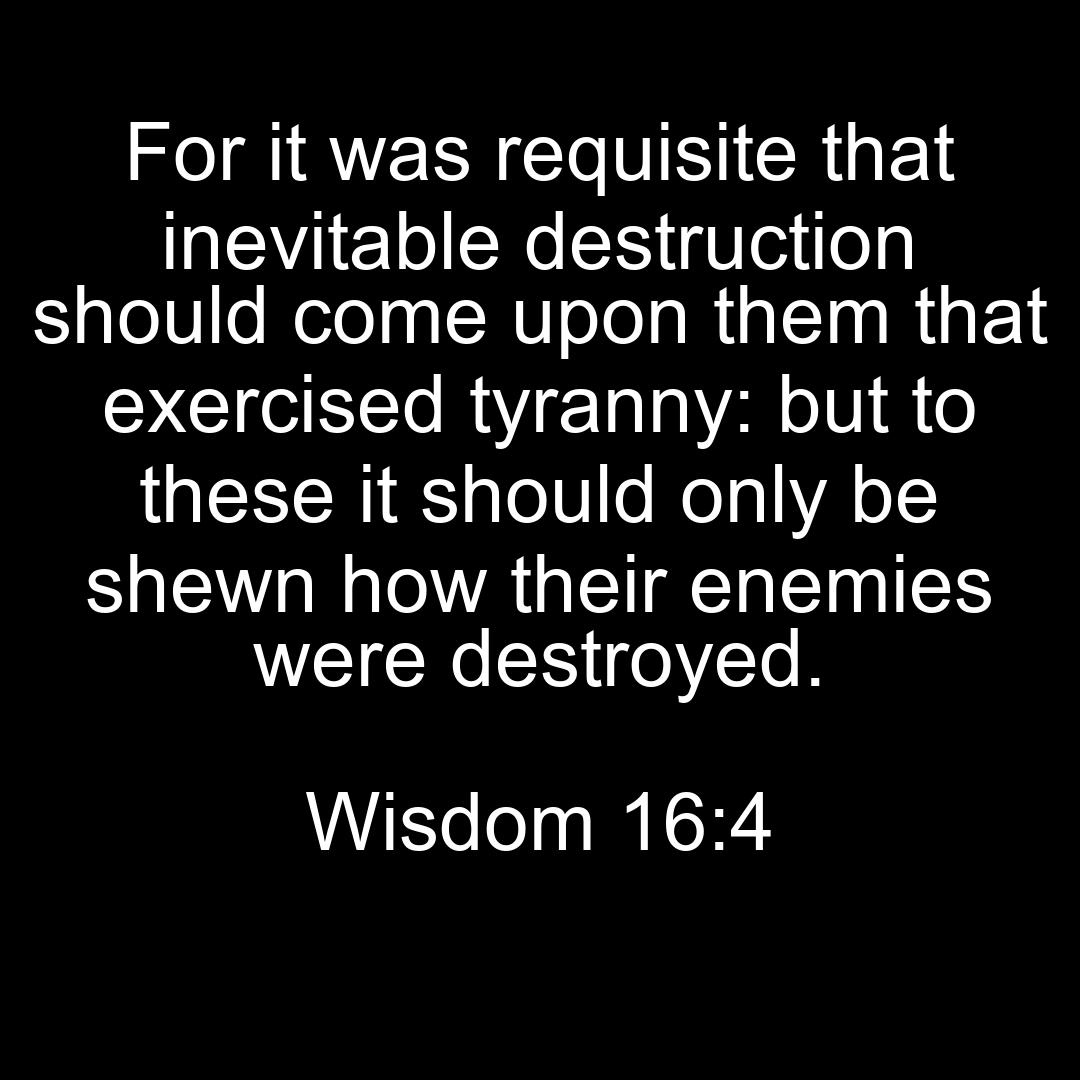 For it was requisite that
inevitable destruction
should come upon them that
exercised tyranny: but to
these it should only be
shewn how their enemies
were destroyed.
Wisdom 16:4